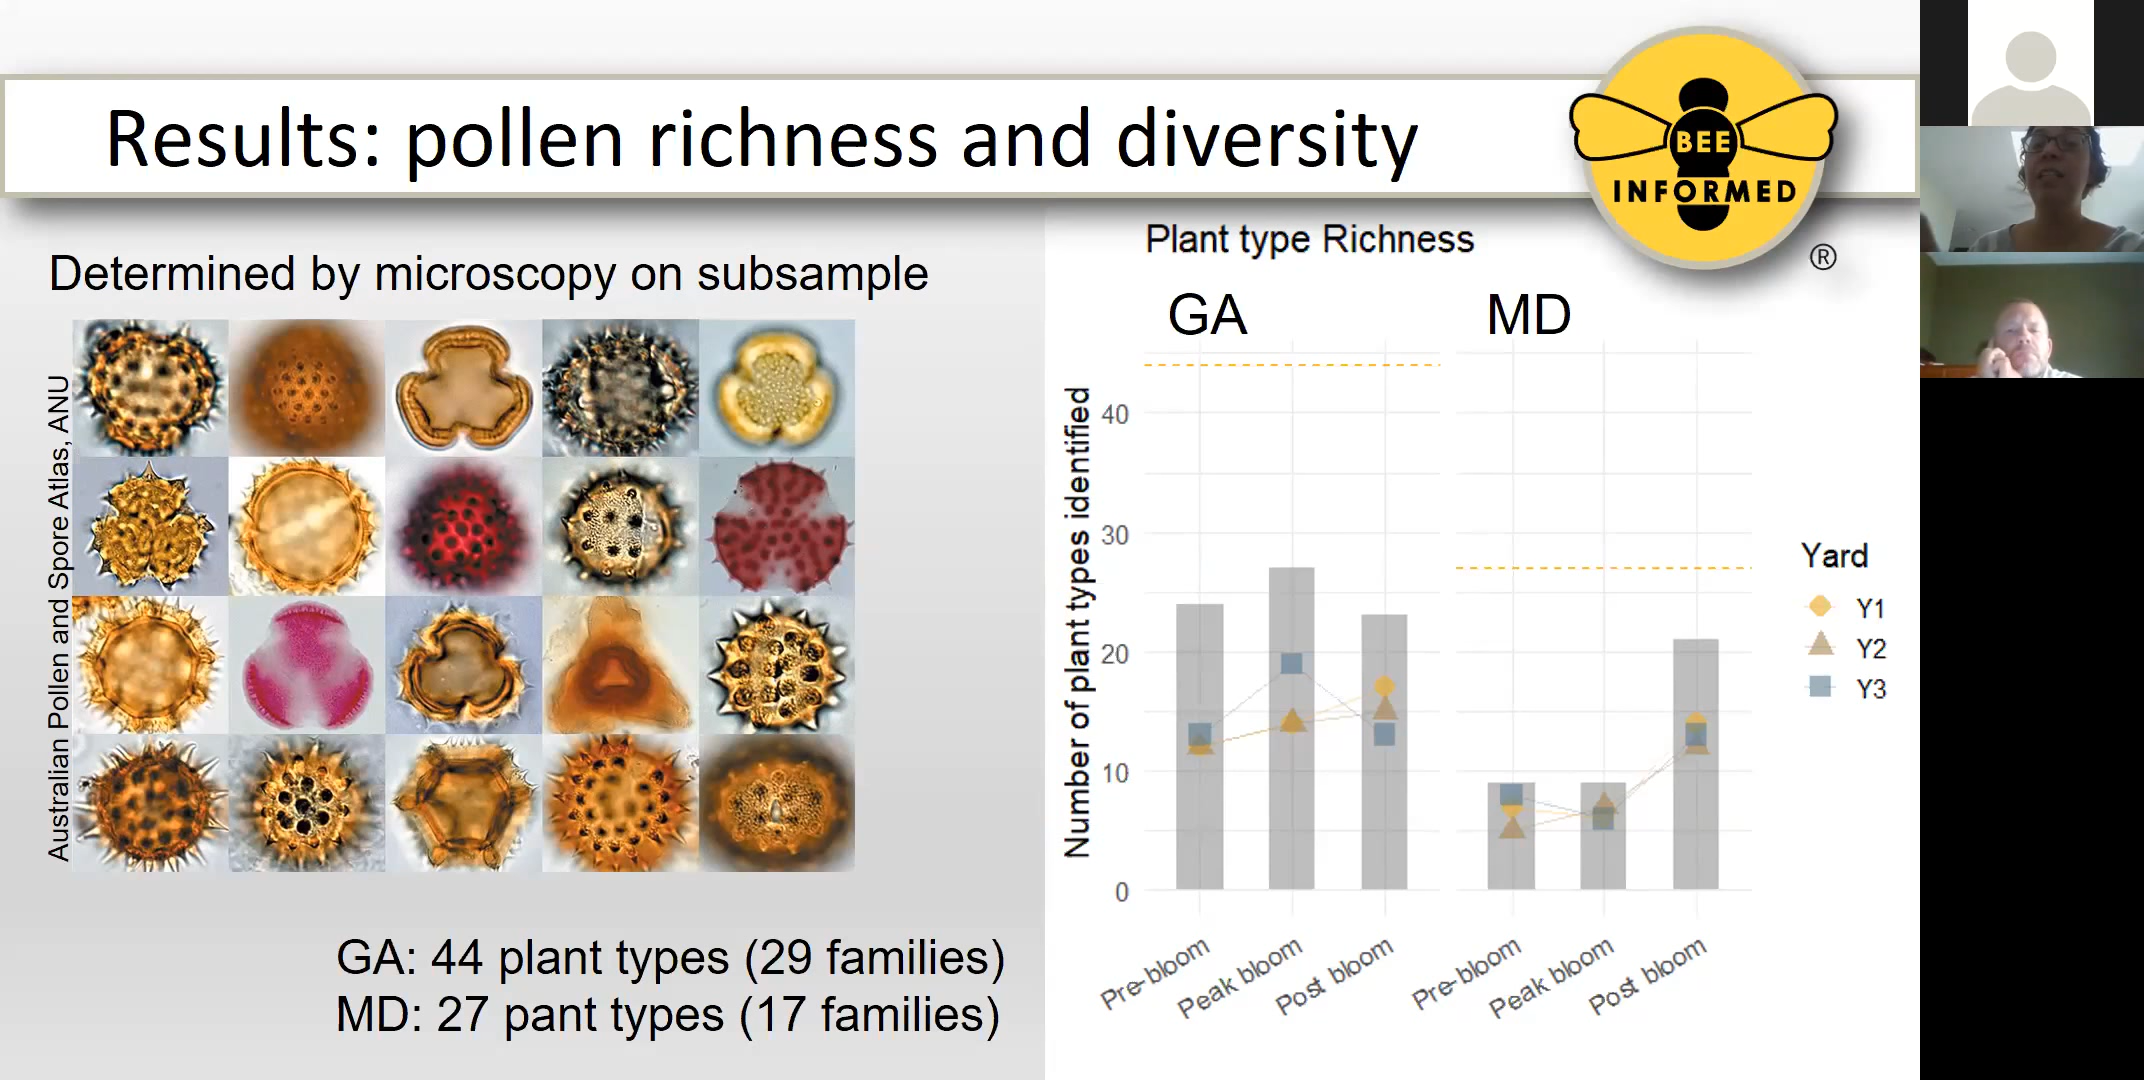 Results: pollen richness and diversity
BEE
INFORMED
®
Determined by microscopy on subsample
Australian Pollen and Spore Atlas, ANU
GA: 44 plant types (29 families)
MD: 27 pant types (17 families)
Plant type Richness
GA
MD
Number of plant types identified
40
30
20
10
0
Pre-bloom
Peak bloom
Post bloom
Pre-bloom
Peak bloom
Post bloom
Yard
Y1
Y2
Y3